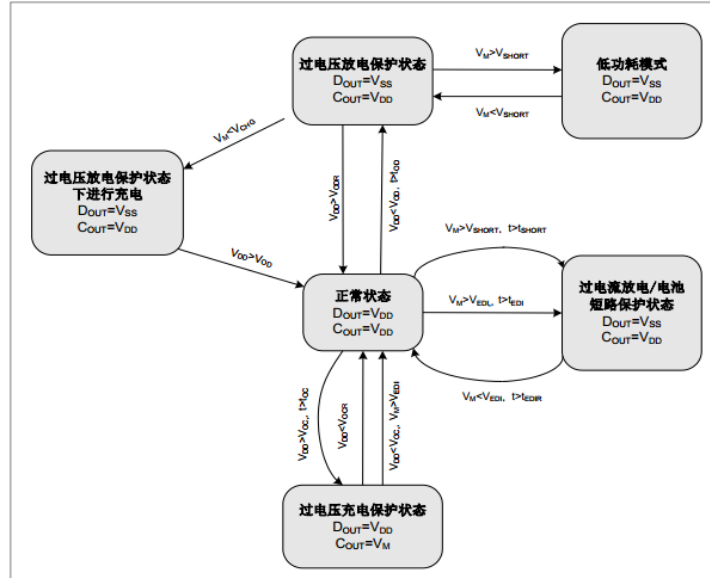 过电压放电保护状态
DOUT=VSS
COUT=VDD
VM>VSHORT
VM<VSHORT
低功耗模式
DOUT=VSS
COUT=VDD
VM<VCHG
过电压放电保护状态
下进行充电
DOUT=VSS
COUT=VDD
VDD>VODR
VDD<VOD, t>tOD
VDD>VOD
VM>VSHORT, t>tSHORT
正常状态
DOUT=VDD
COUT=VDD
VM>VEDI, t>tEDI
过电流放电/电池
短路保护状态
DOUT=VSS
COUT=VDD
VM<VEDI, t>tEDIR
VDD>VOC, t>tOC
VDD<VOCR
VDD<VOC, VM>VEDI
过电压充电保护状态
DOUT=VDD
COUT=VM